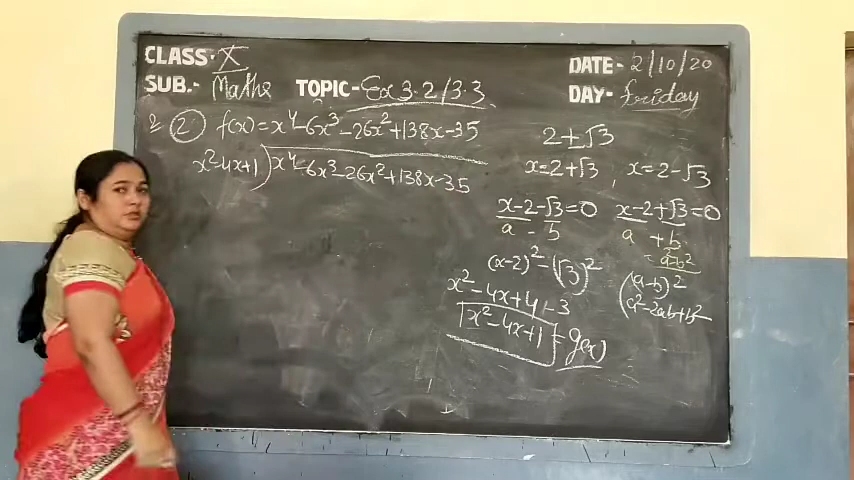 CLASS- X
SUB.- Maths
TOPIC- Ex 3.2/3.3
DATE- 2/10/20
DAY- friday
2 f(x)=x⁴-6x³-26x²+138x-35
x²-4x+1)x⁴-6x³-26x²+138x-35
2±√3
x=2+√3 , x=2-√3
x-2-√3=0 x-2+√3=0
a - b a + b
= a²-b²
(x-2)²-(√3)²
(a-b)²
a²-2ab+b²
x²-4x+4-3
x²-4x+1 = g(x)